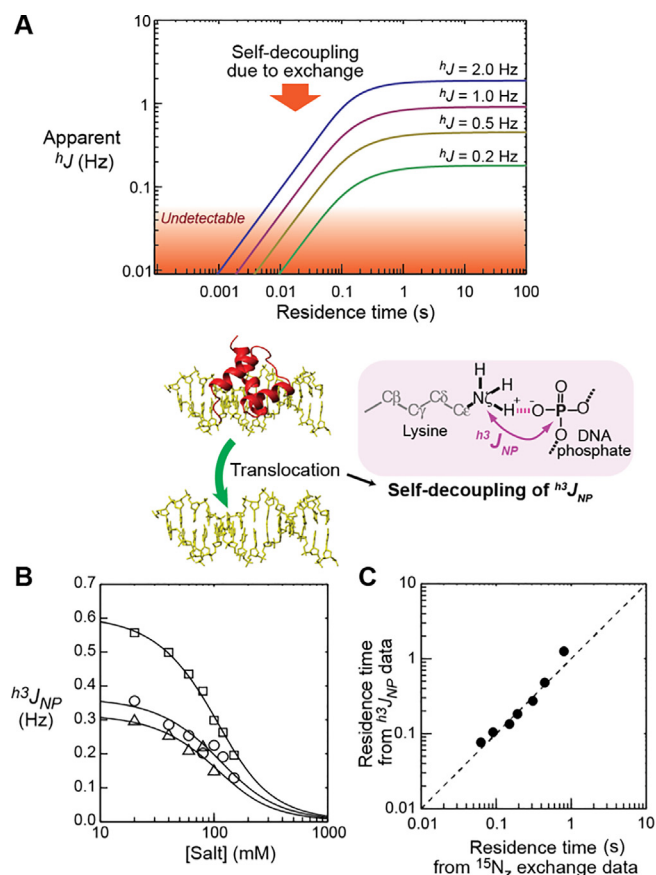 A
Self-decoupling
due to exchange
Apparent
hJ (Hz)
10
1
0.1
0.01
hJ = 2.0 Hz
hJ = 1.0 Hz
hJ = 0.5 Hz
hJ = 0.2 Hz
Undetectable
0.001 0.01 0.1 1 10 100
Residence time (s)
Translocation
H
H
Cβ Cδ Nζ
Cγ Cε H + - O P O
Lysine
O
O
h3JNP
DNA
phosphate
Self-decoupling of h3JNP
B
h3JNP
(Hz)
0.7
0.6
0.5
0.4
0.3
0.2
0.1
0.0
10 100 1000
[Salt] (mM)
C
Residence time
from h3JNP data
10
1
0.1
0.01
0.01 0.1 1 10
Residence time (s)
from 15Nz exchange data